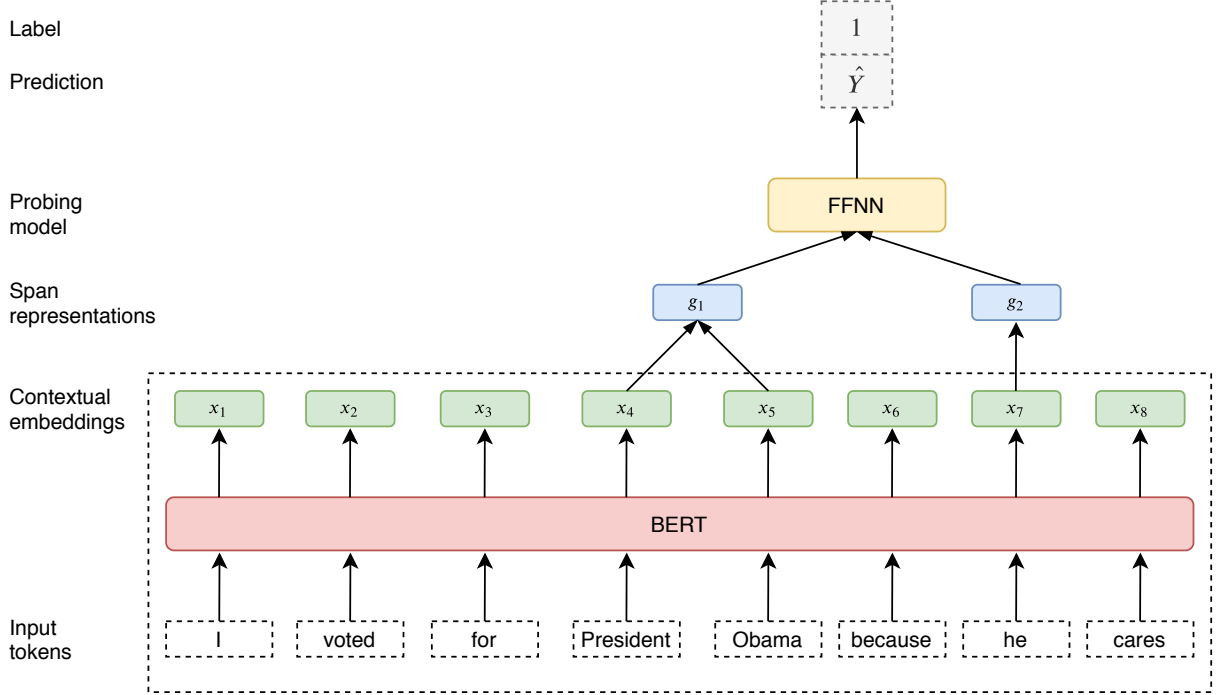 Label
1
Prediction
Ŷ
Probing
model
FFNN
Span
representations
g₁
g₂
Contextual
embeddings
x₁
x₂
x₃
x₄
x₅
x₆
x₇
x₈
BERT
Input
tokens
I
voted
for
President
Obama
because
he
cares